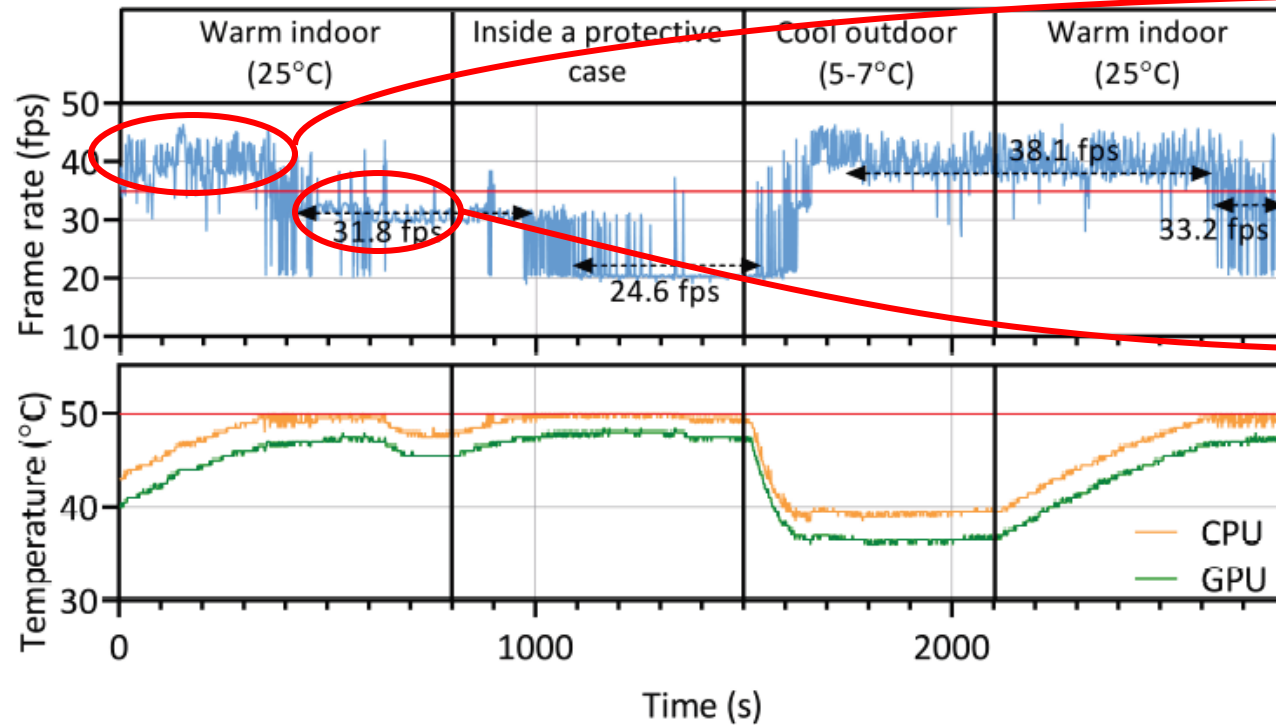 Warm indoor
(25°C)
Inside a protective
case
Cool outdoor
(5-7°C)
Warm indoor
(25°C)
Frame rate (fps)
50
40
30
20
10
31.8 fps
24.6 fps
38.1 fps
33.2 fps
Temperature (°C)
50
40
30
CPU
GPU
0
1000
2000
Time (s)